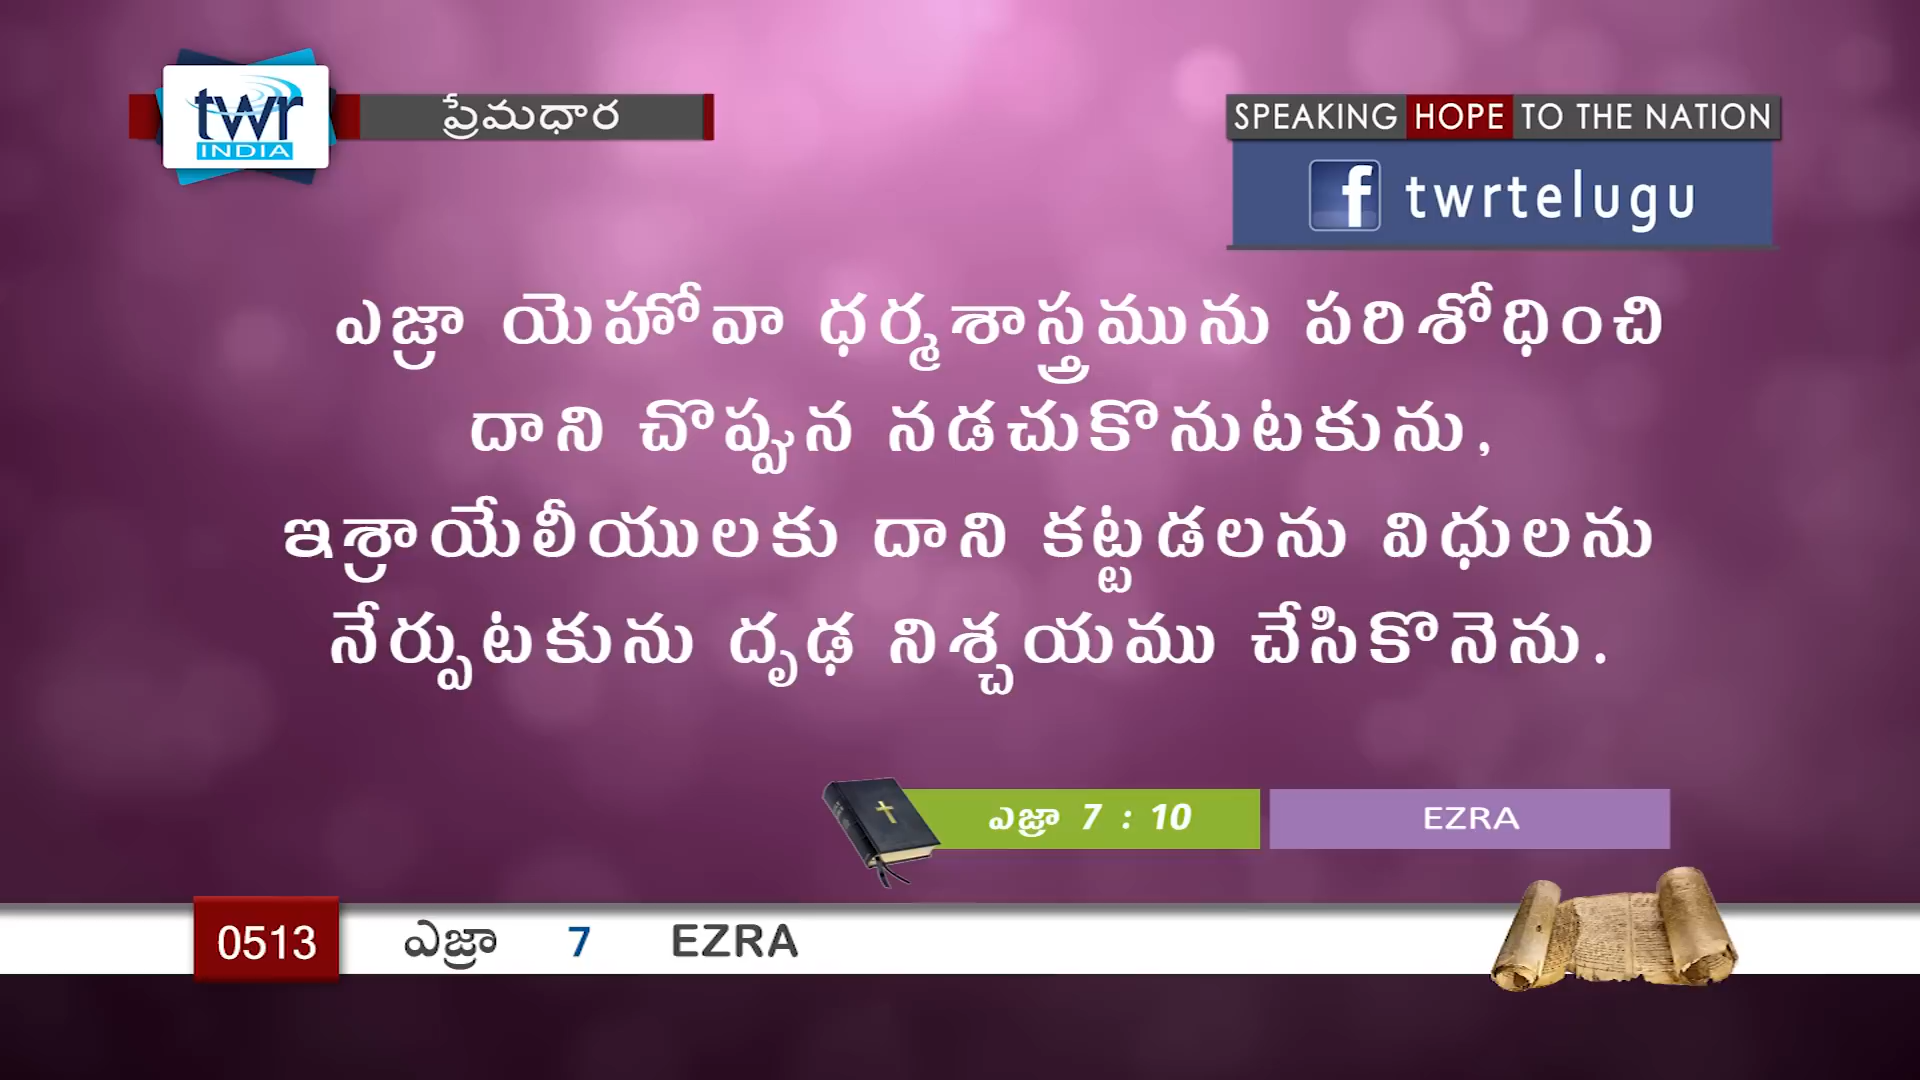 twr
INDIA
ప్రేమధార
SPEAKING HOPE TO THE NATION
f twrtelugu
ఎజ్రా యెహోవా ధర్మశాస్త్రమును పరిశోధించి
దాని చొప్పున నడచుకొనుటకును,
ఇశ్రాయేలీయులకు దాని కట్టడలను విధులను
నేర్పుటకును దృఢ నిశ్చయము చేసికొనెను.
ఎజ్రా 7 : 10 EZRA
0513 ఎజ్రా 7 EZRA